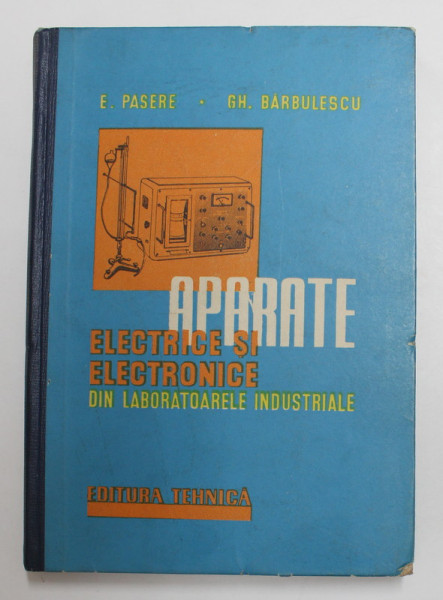 E. PASERE • GH. BĂRBULESCU
APARATE
ELECTRICE ȘI
ELECTRONICE
DIN LABORATOARELE INDUSTRIALE
EDITURA TEHNICĂ